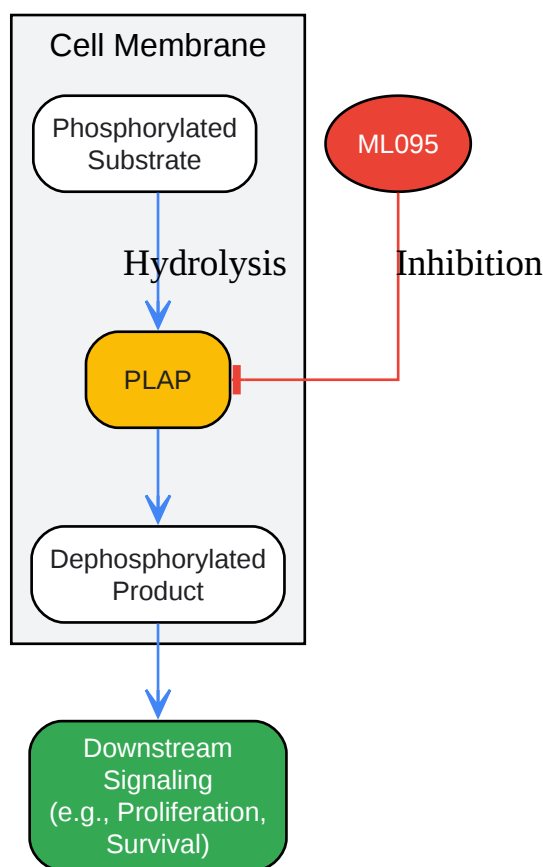 Cell Membrane
Phosphorylated
Substrate
ML095
Hydrolysis
Inhibition
PLAP
Dephosphorylated
Product
Downstream
Signaling
(e.g., Proliferation,
Survival)